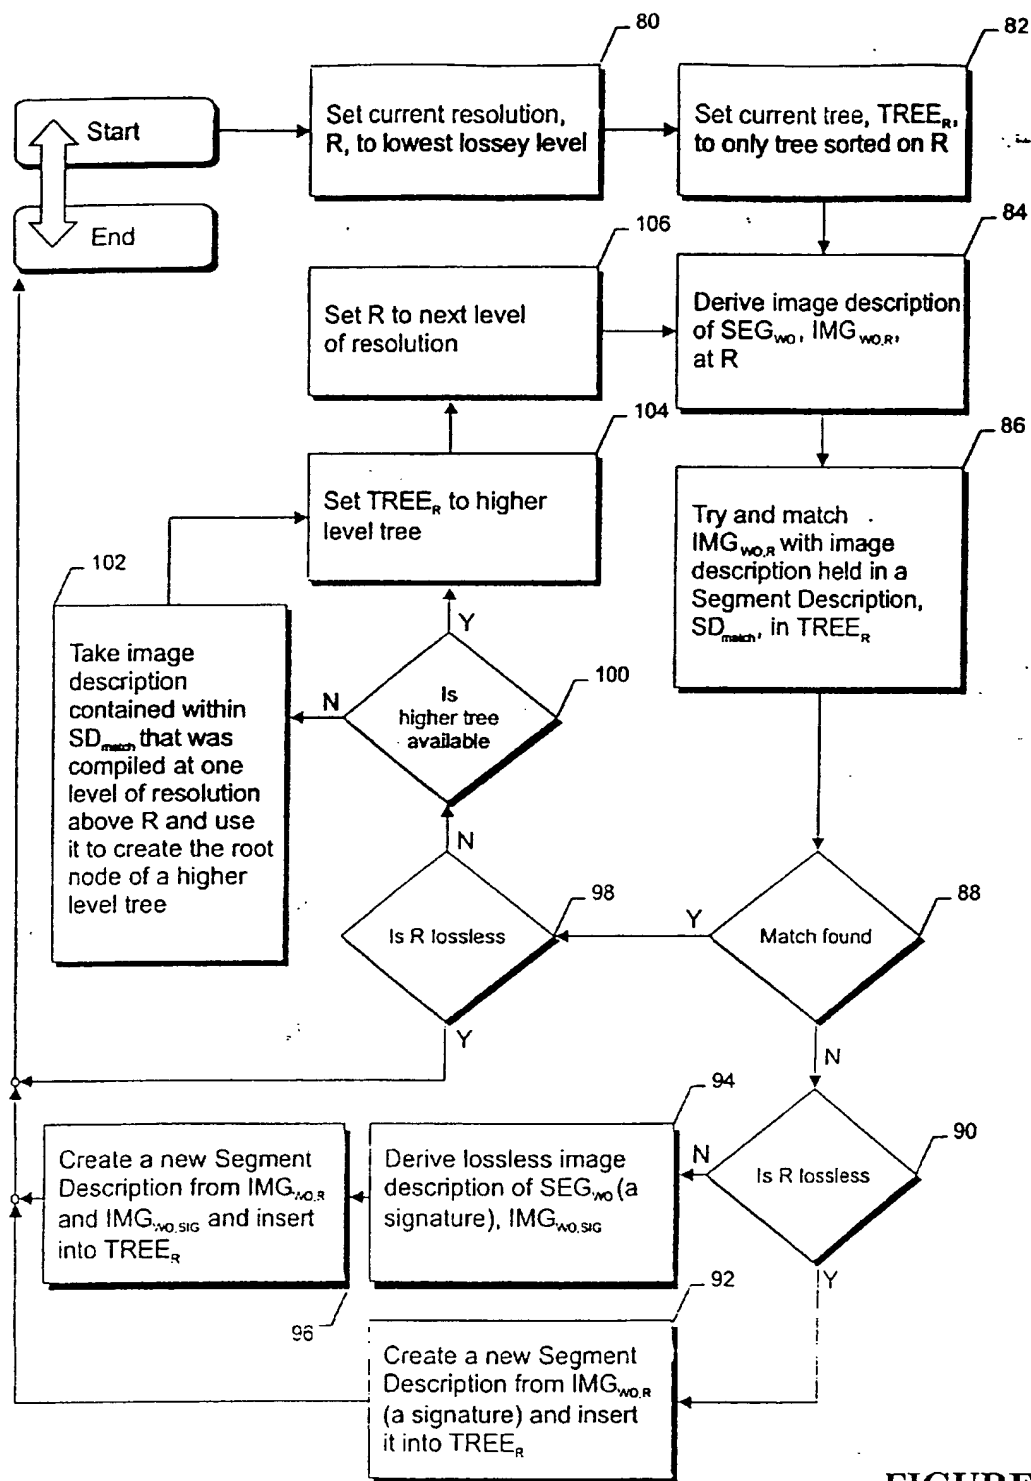 80
82
Start
Set current resolution,
R, to lowest lossey level
Set current tree, TREE_R,
to only tree sorted on R
End
106
84
Set R to next level
of resolution
Derive image description
of SEG_WO, IMG_WO,R,
at R
104
86
Set TREE_R to higher
level tree
Try and match
IMG_WO,R with image
description held in a
Segment Description,
SD_match, in TREE_R
102
Take image
description
contained within
SD_match that was
compiled at one
level of resolution
above R and use
it to create the root
node of a higher
level tree
Y
N
Is
higher tree
available
100
N
Is R lossless
98
Y
Y
Match found
88
N
94
90
Create a new Segment
Description from IMG_WO,R
and IMG_WO,SIG and insert
into TREE_R
Derive lossless image
description of SEG_WO (a
signature), IMG_WO,SIG
N
Is R lossless
Y
96
92
Create a new Segment
Description from IMG_WO,R
(a signature) and insert
it into TREE_R
FIGURE